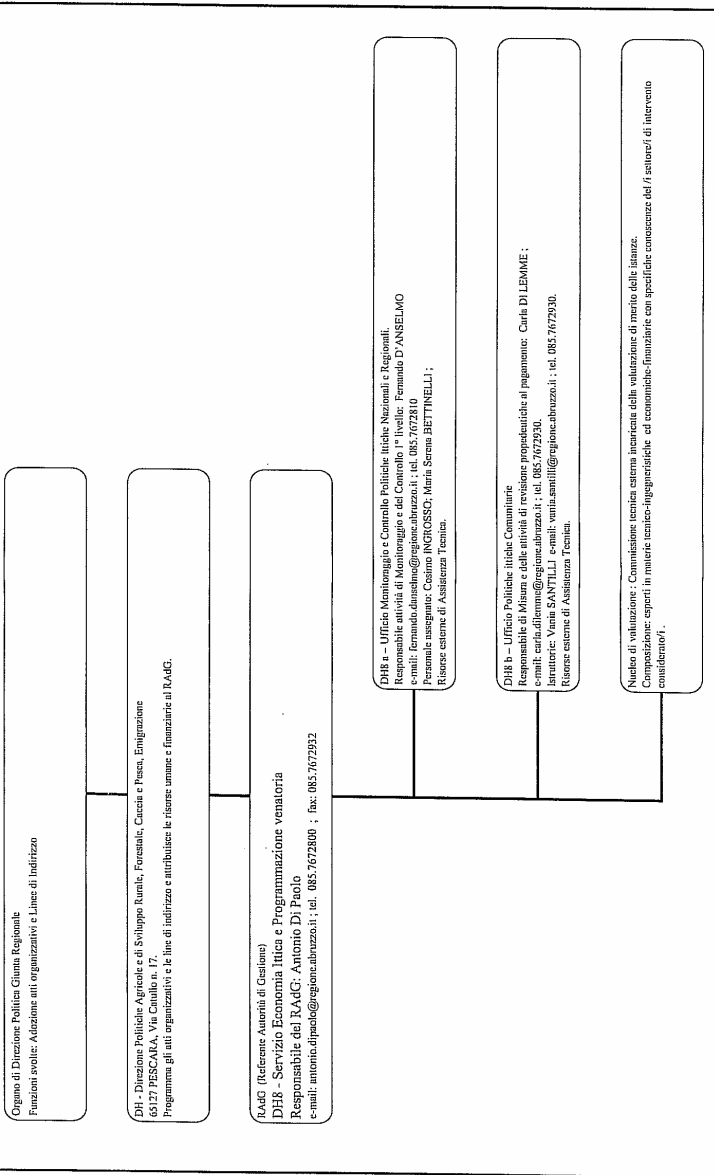 Organo di Direzione Politica Giunta Regionale
Funzioni svolte: Adozione atti organizzativi e Linee di Indirizzo
DH - Direzione Politiche Agricole e di Sviluppo Rurale, Forestale, Caccia e Pesca, Emigrazione
65127 PESCARA, Via Catullo n. 17.
Programma gli atti organizzativi e le line di indirizzo e attribuisce le risorse umane e finanziarie al RAdG.
RAdG (Referente Autorità di Gestione)
DH8 - Servizio Economia Ittica e Programmazione venatoria
Responsabile del RAdG: Antonio Di Paolo
e-mail: antonio.dipaolo@regione.abruzzo.it ; tel. 085.7672800 ; fax: 085.7672932
DH8 a – Ufficio Monitoraggio e Controllo Politiche Ittiche Nazionali e Regionali.
Responsabile attività di Monitoraggio e del Controllo 1° livello: Fernando D'ANSELMO
e-mail: fernando.danselmo@regione.abruzzo.it ; tel. 085.7672810
Personale assegnato: Cosimo INGROSSO; Maria Serena BETTINELLI ;
Risorse esterne di Assistenza Tecnica.
DH8 b – Ufficio Politiche ittiche Comunitarie
Responsabile di Misura e delle attività di revisione propedeutiche al pagamento: Carla DI LEMME ;
e-mail: carla.dilemme@regione.abruzzo.it ; tel. 085.7672930.
Istruttorie: Vania SANTILLI e-mail: vania.santilli@regione.abruzzo.it ; tel. 085.7672930.
Risorse esterne di Assistenza Tecnica.
Nucleo di valutazione : Commissione tecnica esterna incaricata della valutazione di merito delle istanze.
Composizione: esperti in materie tecnico-ingegneristiche ed economiche-finanziarie con specifiche conoscenze del /i settore/i di intervento
considerato/i .